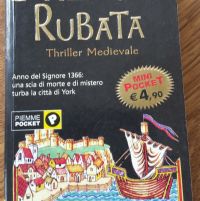 RUBATA
Thriller Medievale
Anno del Signore 1366:
una scia di morte e di mistero
turba la città di York
MINI
POCKET
€ 4,90
PIEMME
POCKET
P